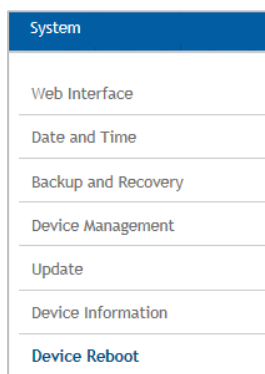 System
Web Interface
Date and Time
Backup and Recovery
Device Management
Update
Device Information
Device Reboot